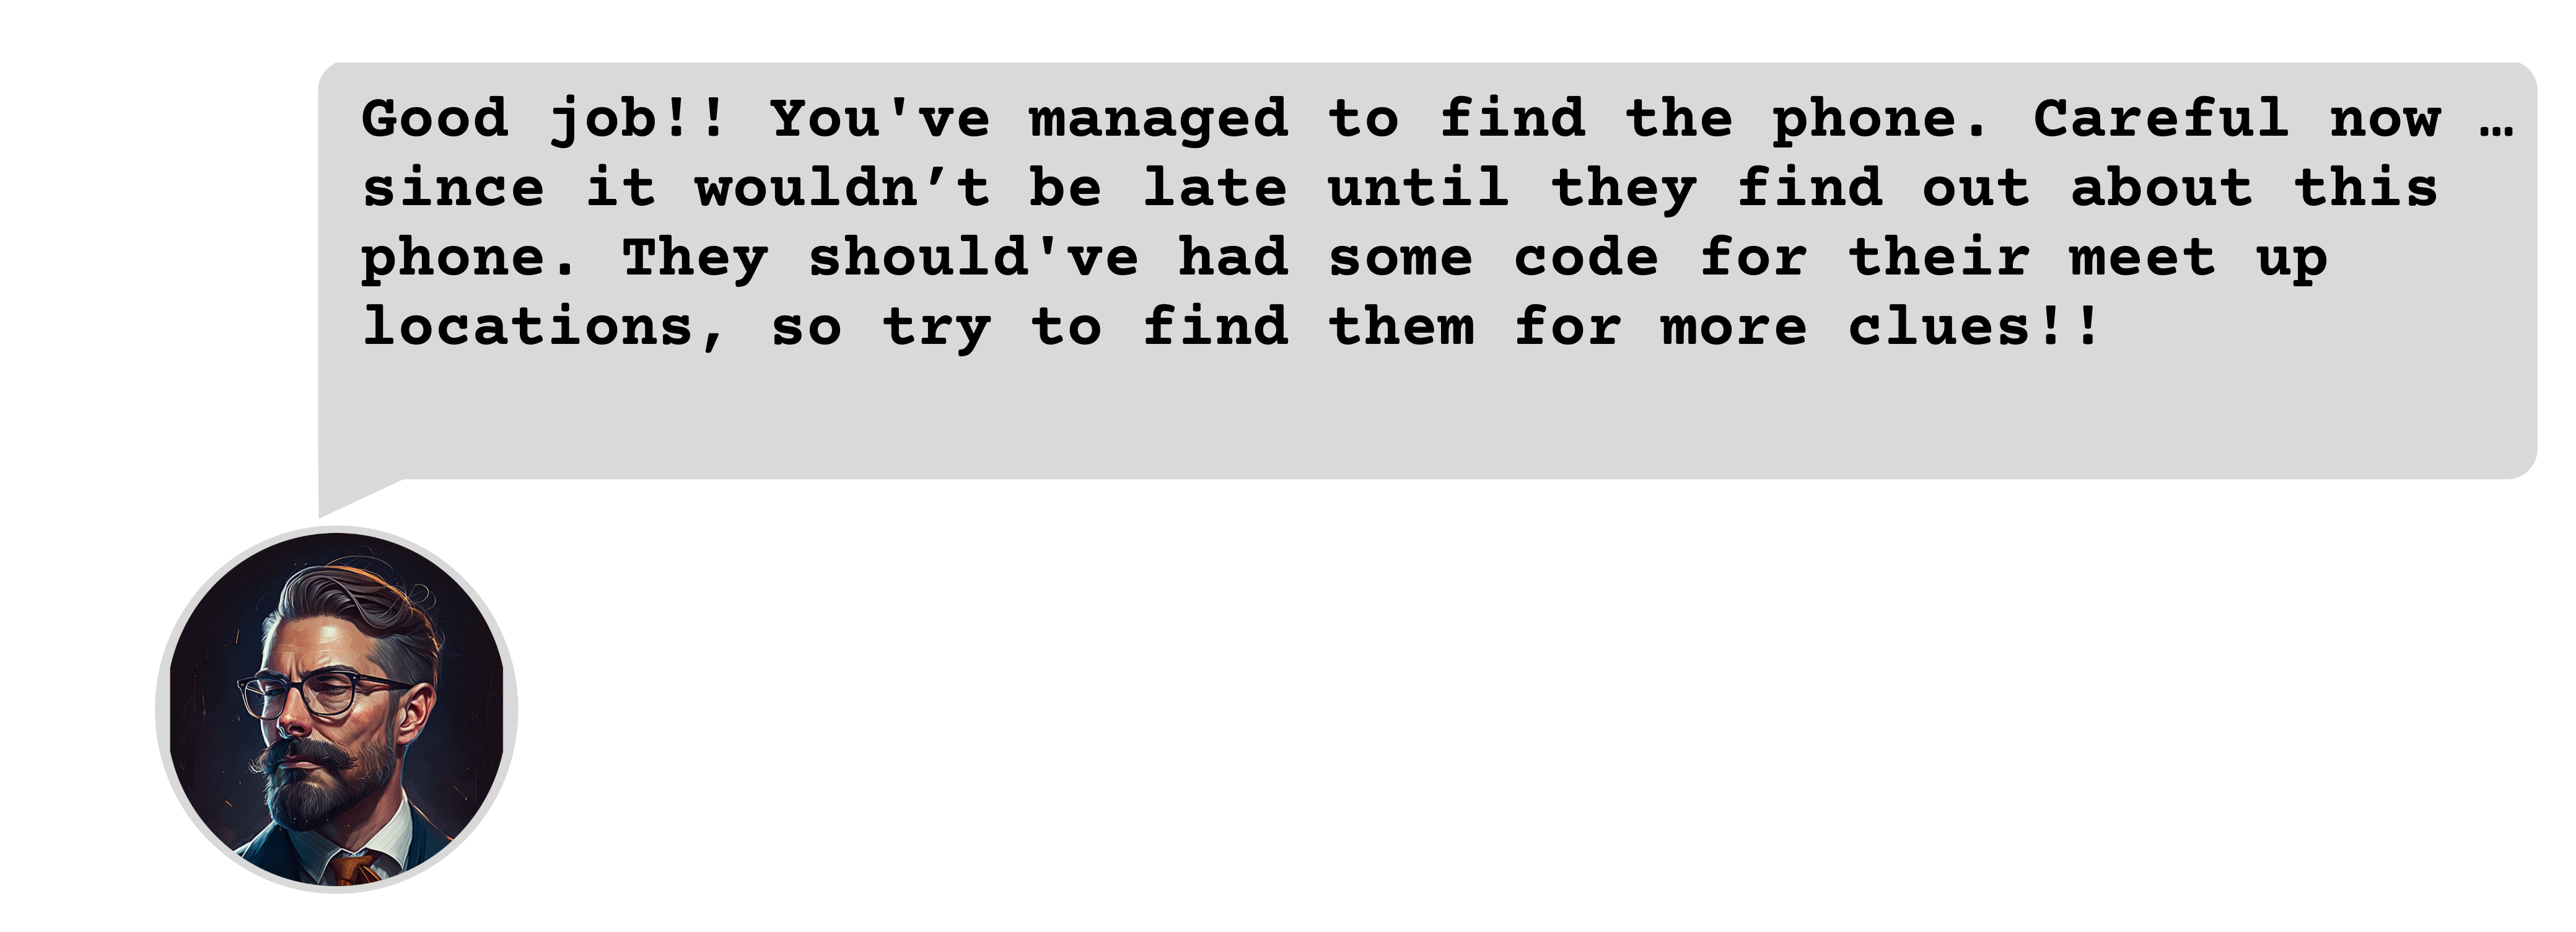 Good job!! You've managed to find the phone. Careful now …
since it wouldn’t be late until they find out about this
phone. They should've had some code for their meet up
locations, so try to find them for more clues!!